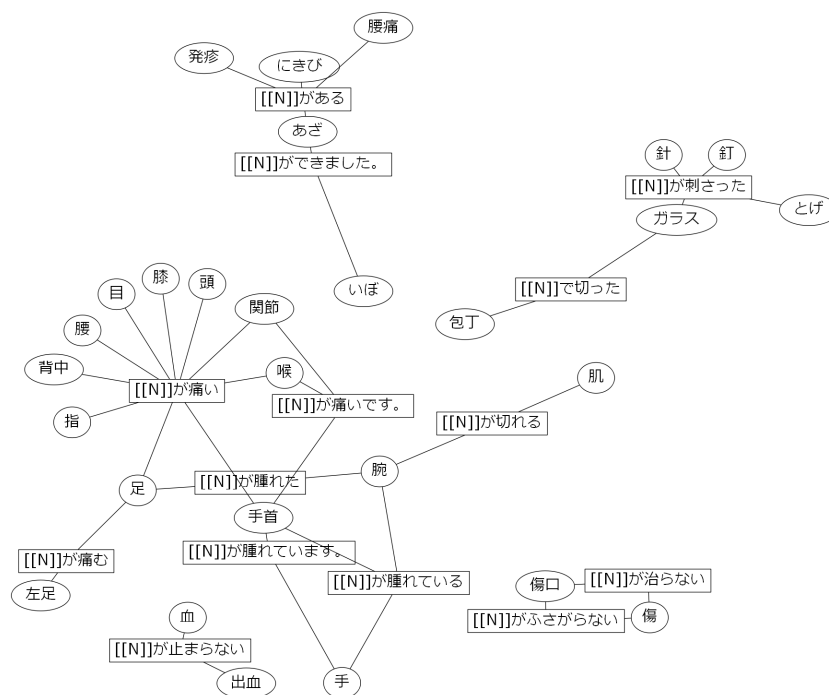 腰痛
発疹
にきび
[[N]]がある
あざ
[[N]]ができました。
針
釘
[[N]]が刺さった
とげ
ガラス
いぼ
[[N]]で切った
包丁
膝
頭
目
関節
腰
背中
喉
[[N]]が痛い
[[N]]が痛いです。
指
肌
[[N]]が切れる
足
[[N]]が腫れた
腕
手首
[[N]]が腫れています。
[[N]]が痛む
[[N]]が腫れている
左足
傷口
[[N]]が治らない
[[N]]がふさがらない
傷
血
[[N]]が止まらない
出血
手